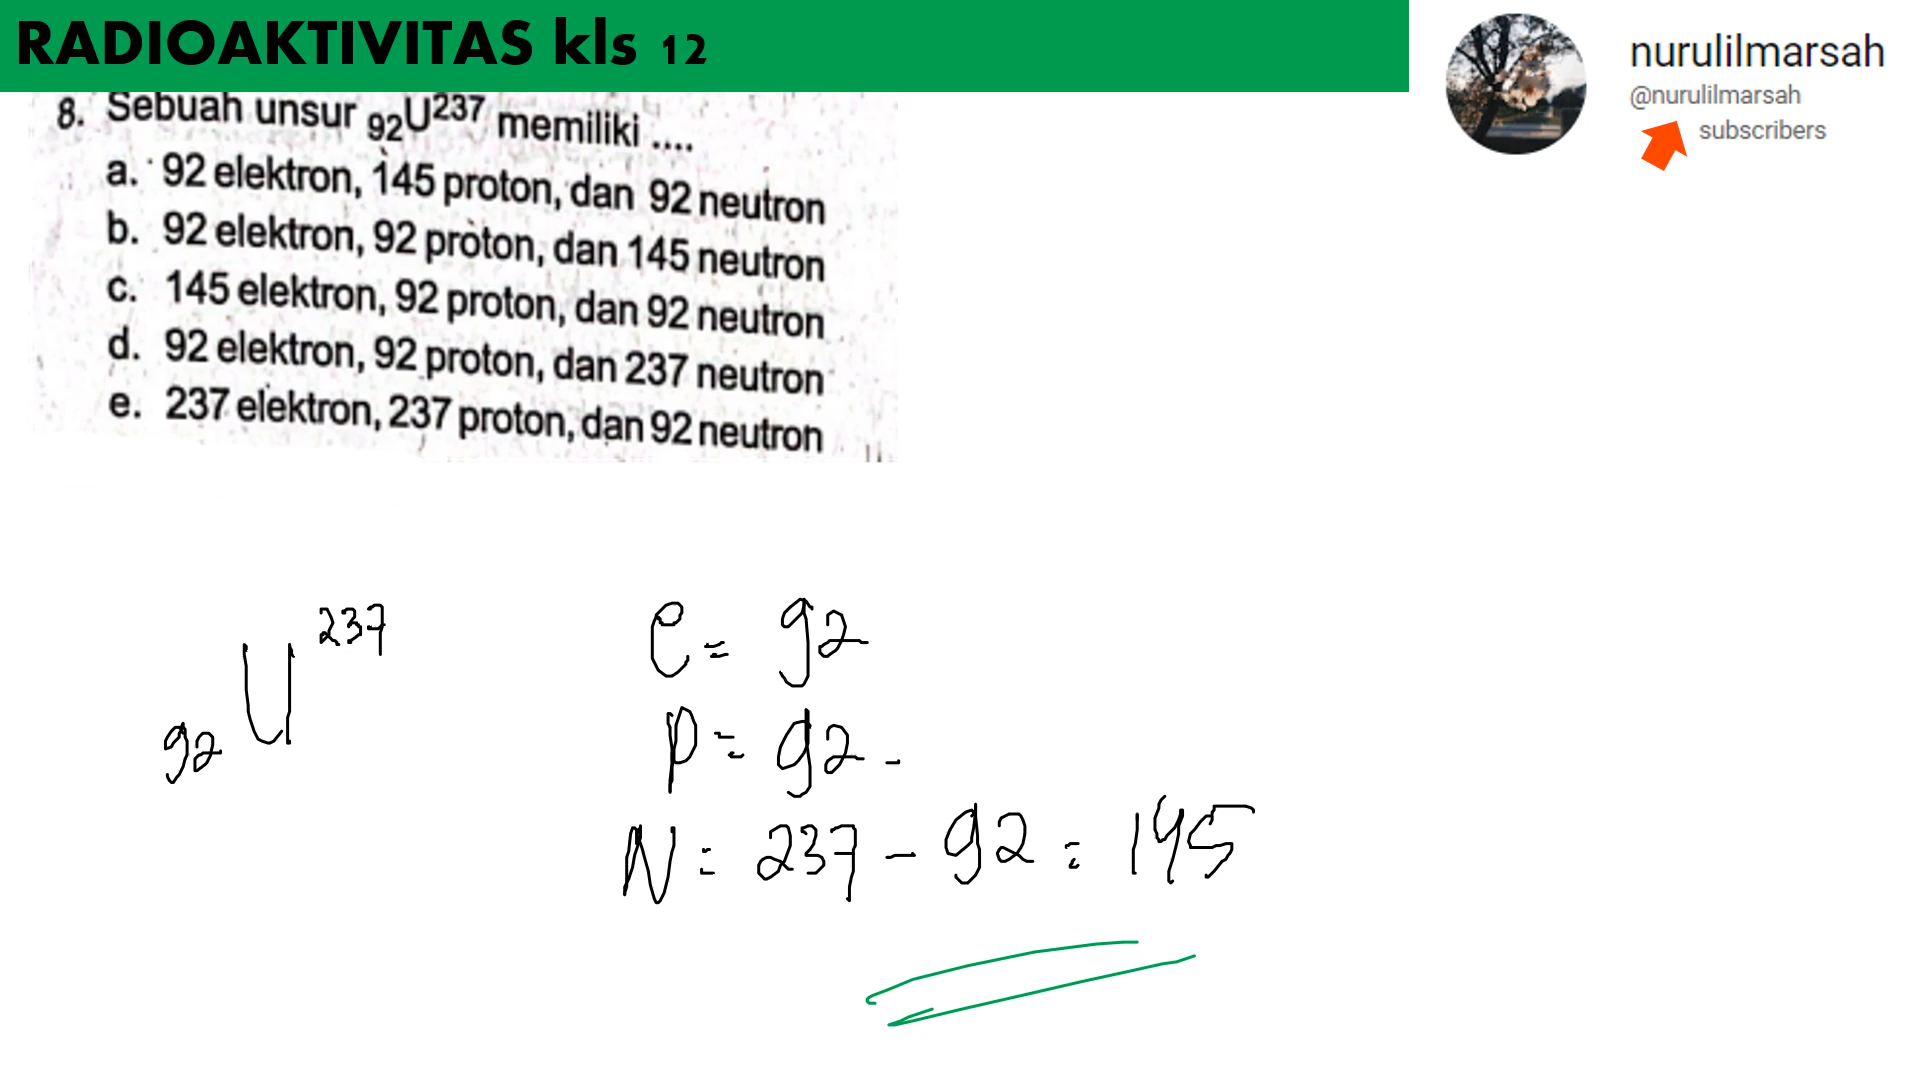 RADIOAKTIVITAS kls 12
nurulilmarsah
@nurulilmarsah
subscribers
8. Sebuah unsur ₉₂U²³⁷ memiliki ....
a. 92 elektron, 145 proton, dan 92 neutron
b. 92 elektron, 92 proton, dan 145 neutron
c. 145 elektron, 92 proton, dan 92 neutron
d. 92 elektron, 92 proton, dan 237 neutron
e. 237 elektron, 237 proton, dan 92 neutron
₉₂U²³⁷
e = 92
p = 92 -
N = 237 - 92 = 145